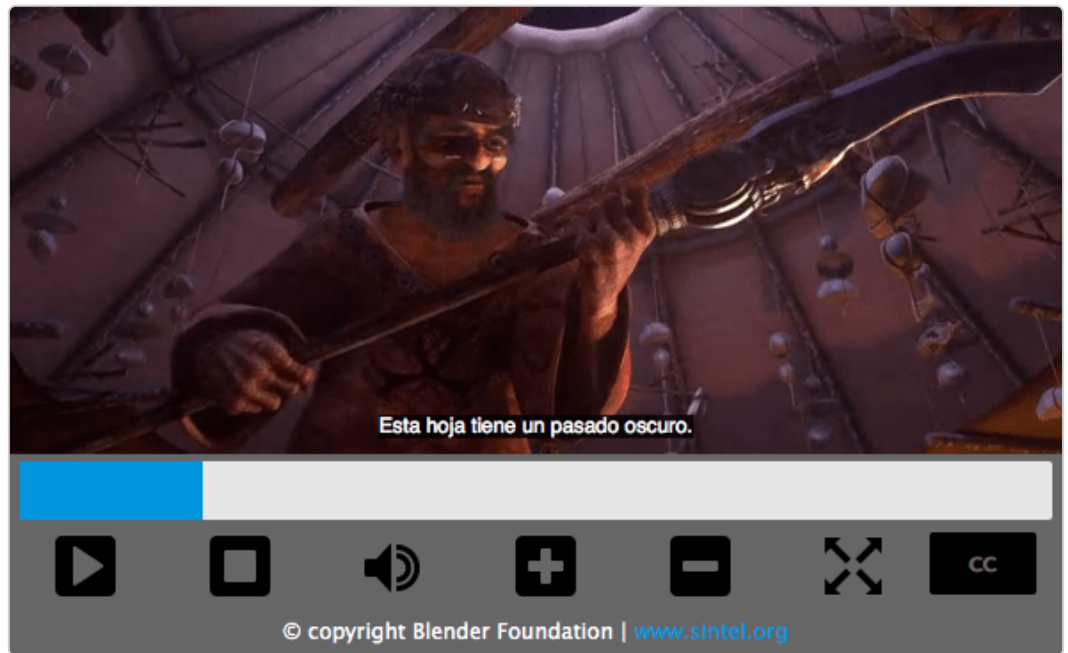 Esta hoja tiene un pasado oscuro.
CC
© copyright Blender Foundation | www.sintel.org